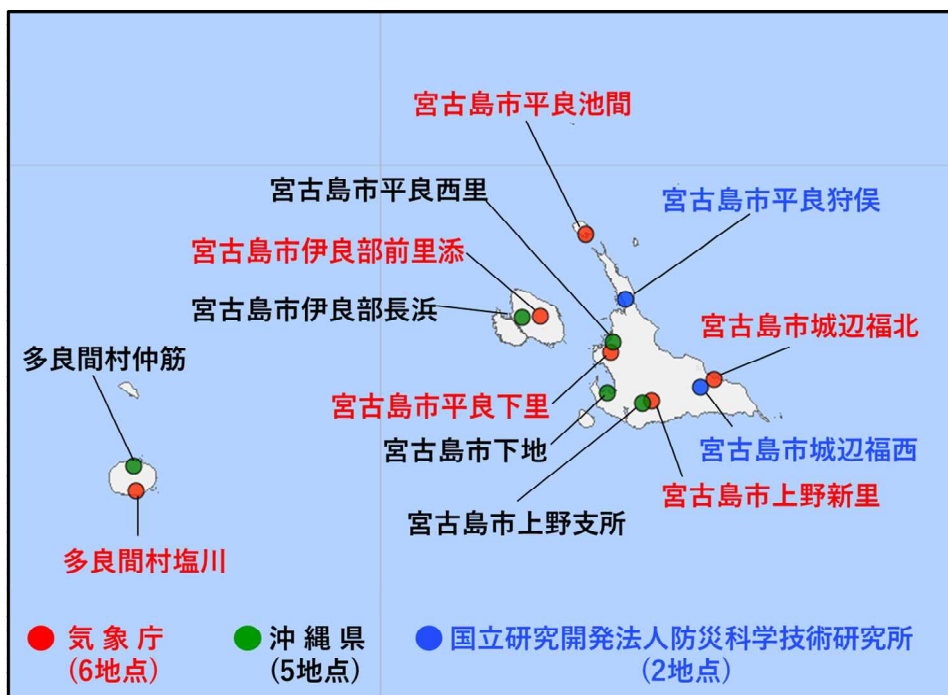 宮古島市平良池間
宮古島市平良西里
宮古島市平良狩俣
宮古島市伊良部前里添
宮古島市伊良部長浜
宮古島市城辺福北
多良間村仲筋
宮古島市平良下里
宮古島市下地
宮古島市城辺福西
宮古島市上野新里
宮古島市上野支所
多良間村塩川
気象庁
(6地点)
沖縄県
(5地点)
国立研究開発法人防災科学技術研究所
(2地点)